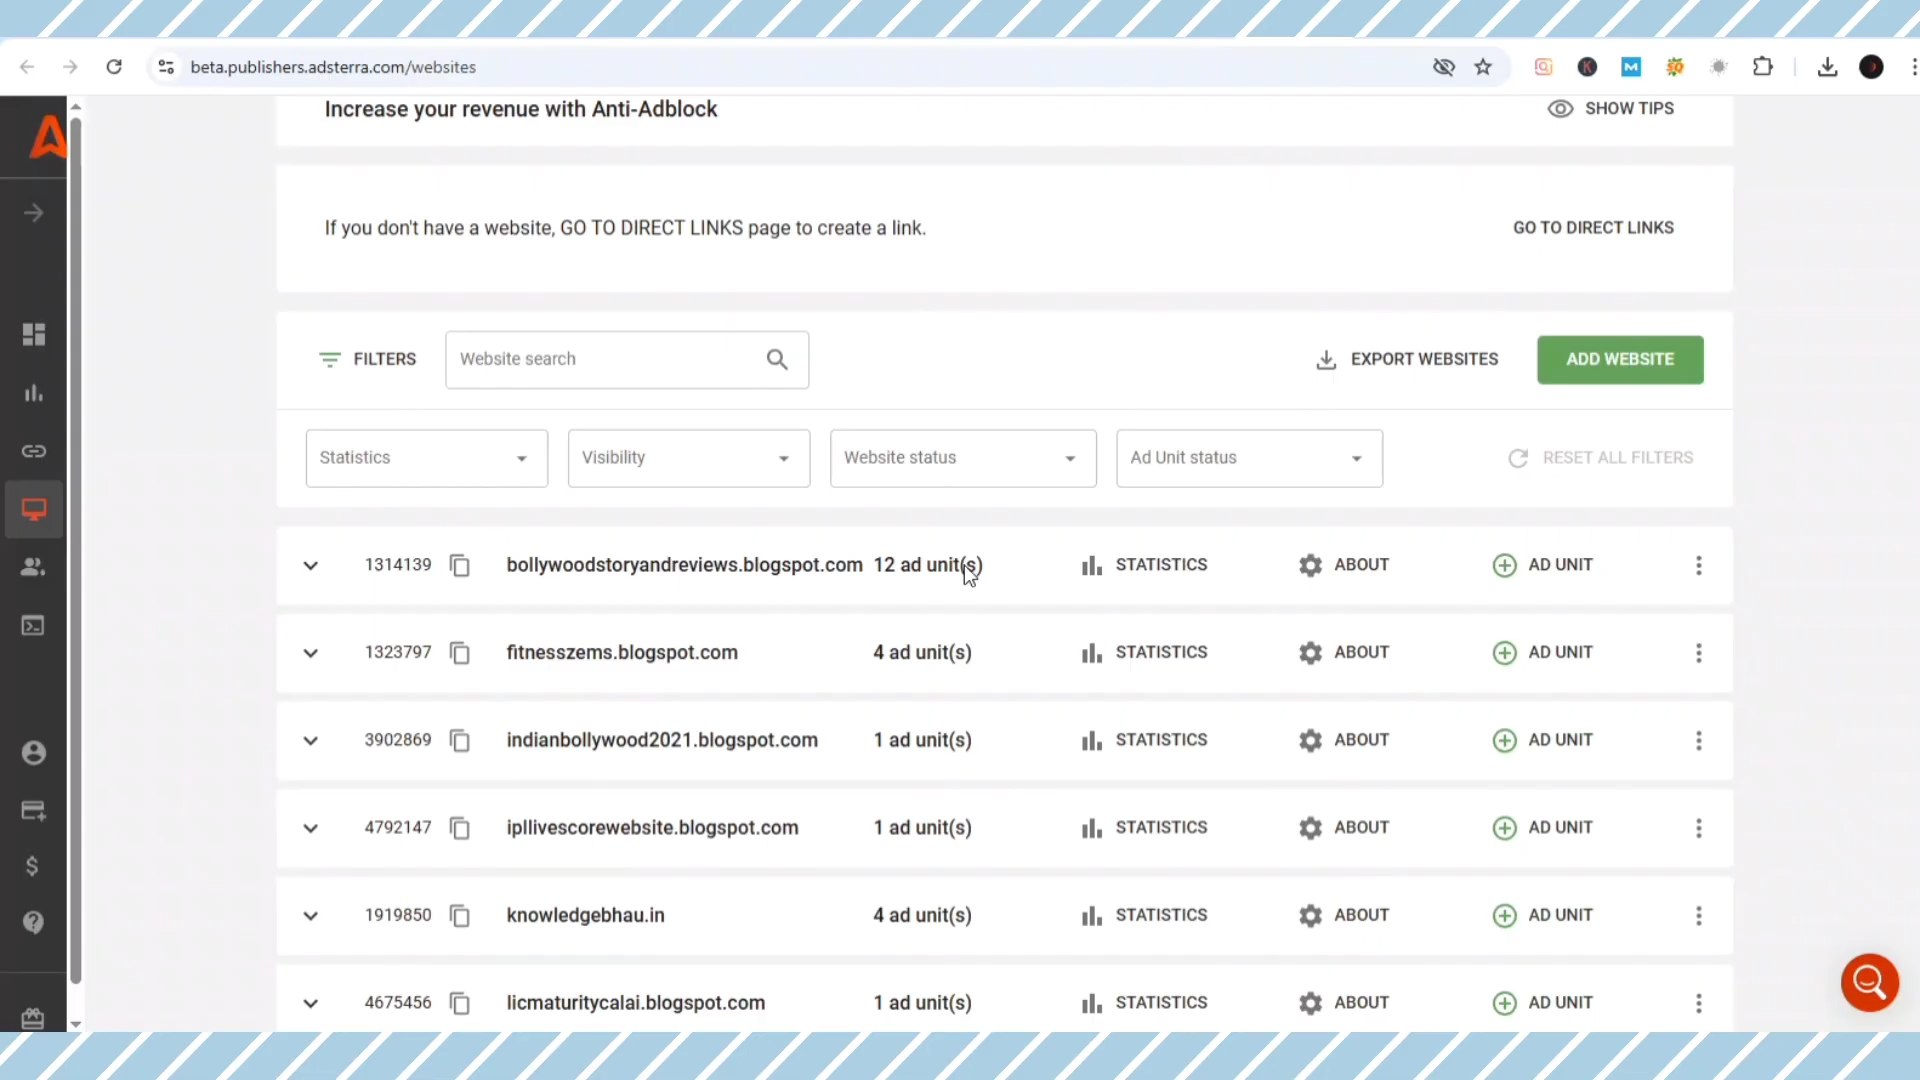 beta.publishers.adsterra.com/websites
Increase your revenue with Anti-Adblock
SHOW TIPS
If you don't have a website, GO TO DIRECT LINKS page to create a link.
GO TO DIRECT LINKS
FILTERS
Website search
EXPORT WEBSITES
ADD WEBSITE
Statistics
Visibility
Website status
Ad Unit status
RESET ALL FILTERS
1314139 bollywoodstoryandreviews.blogspot.com 12 ad unit(s) STATISTICS ABOUT AD UNIT
1323797 fitnesszems.blogspot.com 4 ad unit(s) STATISTICS ABOUT AD UNIT
3902869 indianbollywood2021.blogspot.com 1 ad unit(s) STATISTICS ABOUT AD UNIT
4792147 ipllivescorewebsite.blogspot.com 1 ad unit(s) STATISTICS ABOUT AD UNIT
1919850 knowledgebhau.in 4 ad unit(s) STATISTICS ABOUT AD UNIT
4675456 licmaturitycalai.blogspot.com 1 ad unit(s) STATISTICS ABOUT AD UNIT